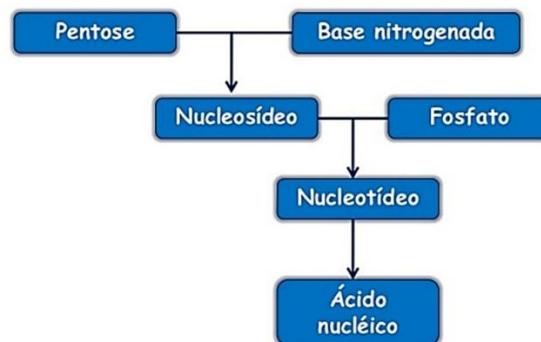 Pentose
Base nitrogenada
Nucleosídeo
Fosfato
Nucleotídeo
Ácido
nucléico